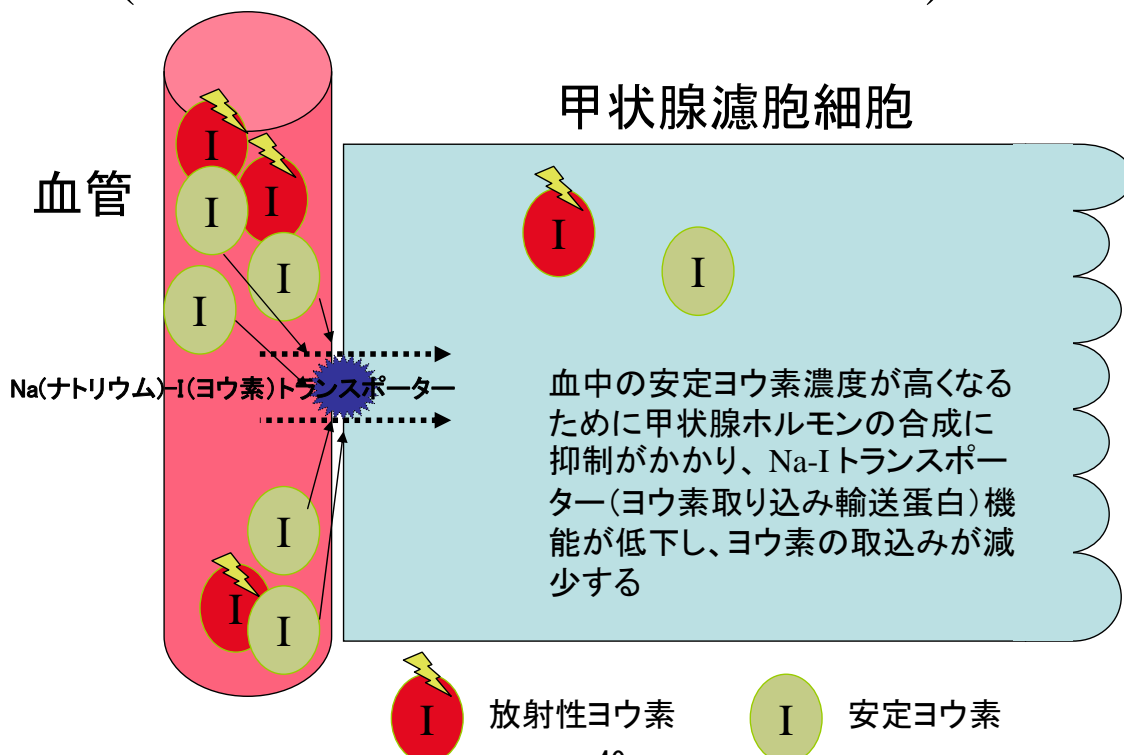 甲状腺濾胞細胞
血管
I
I
I
I
I
I
I
Na(ナトリウム)-I(ヨウ素)トランスポーター
血中の安定ヨウ素濃度が高くなる
ために甲状腺ホルモンの合成に
抑制がかかり、Na-Iトランスポー
ター(ヨウ素取り込み輸送蛋白)機
能が低下し、ヨウ素の取込みが減
少する
I
I
I
I 放射性ヨウ素
I 安定ヨウ素